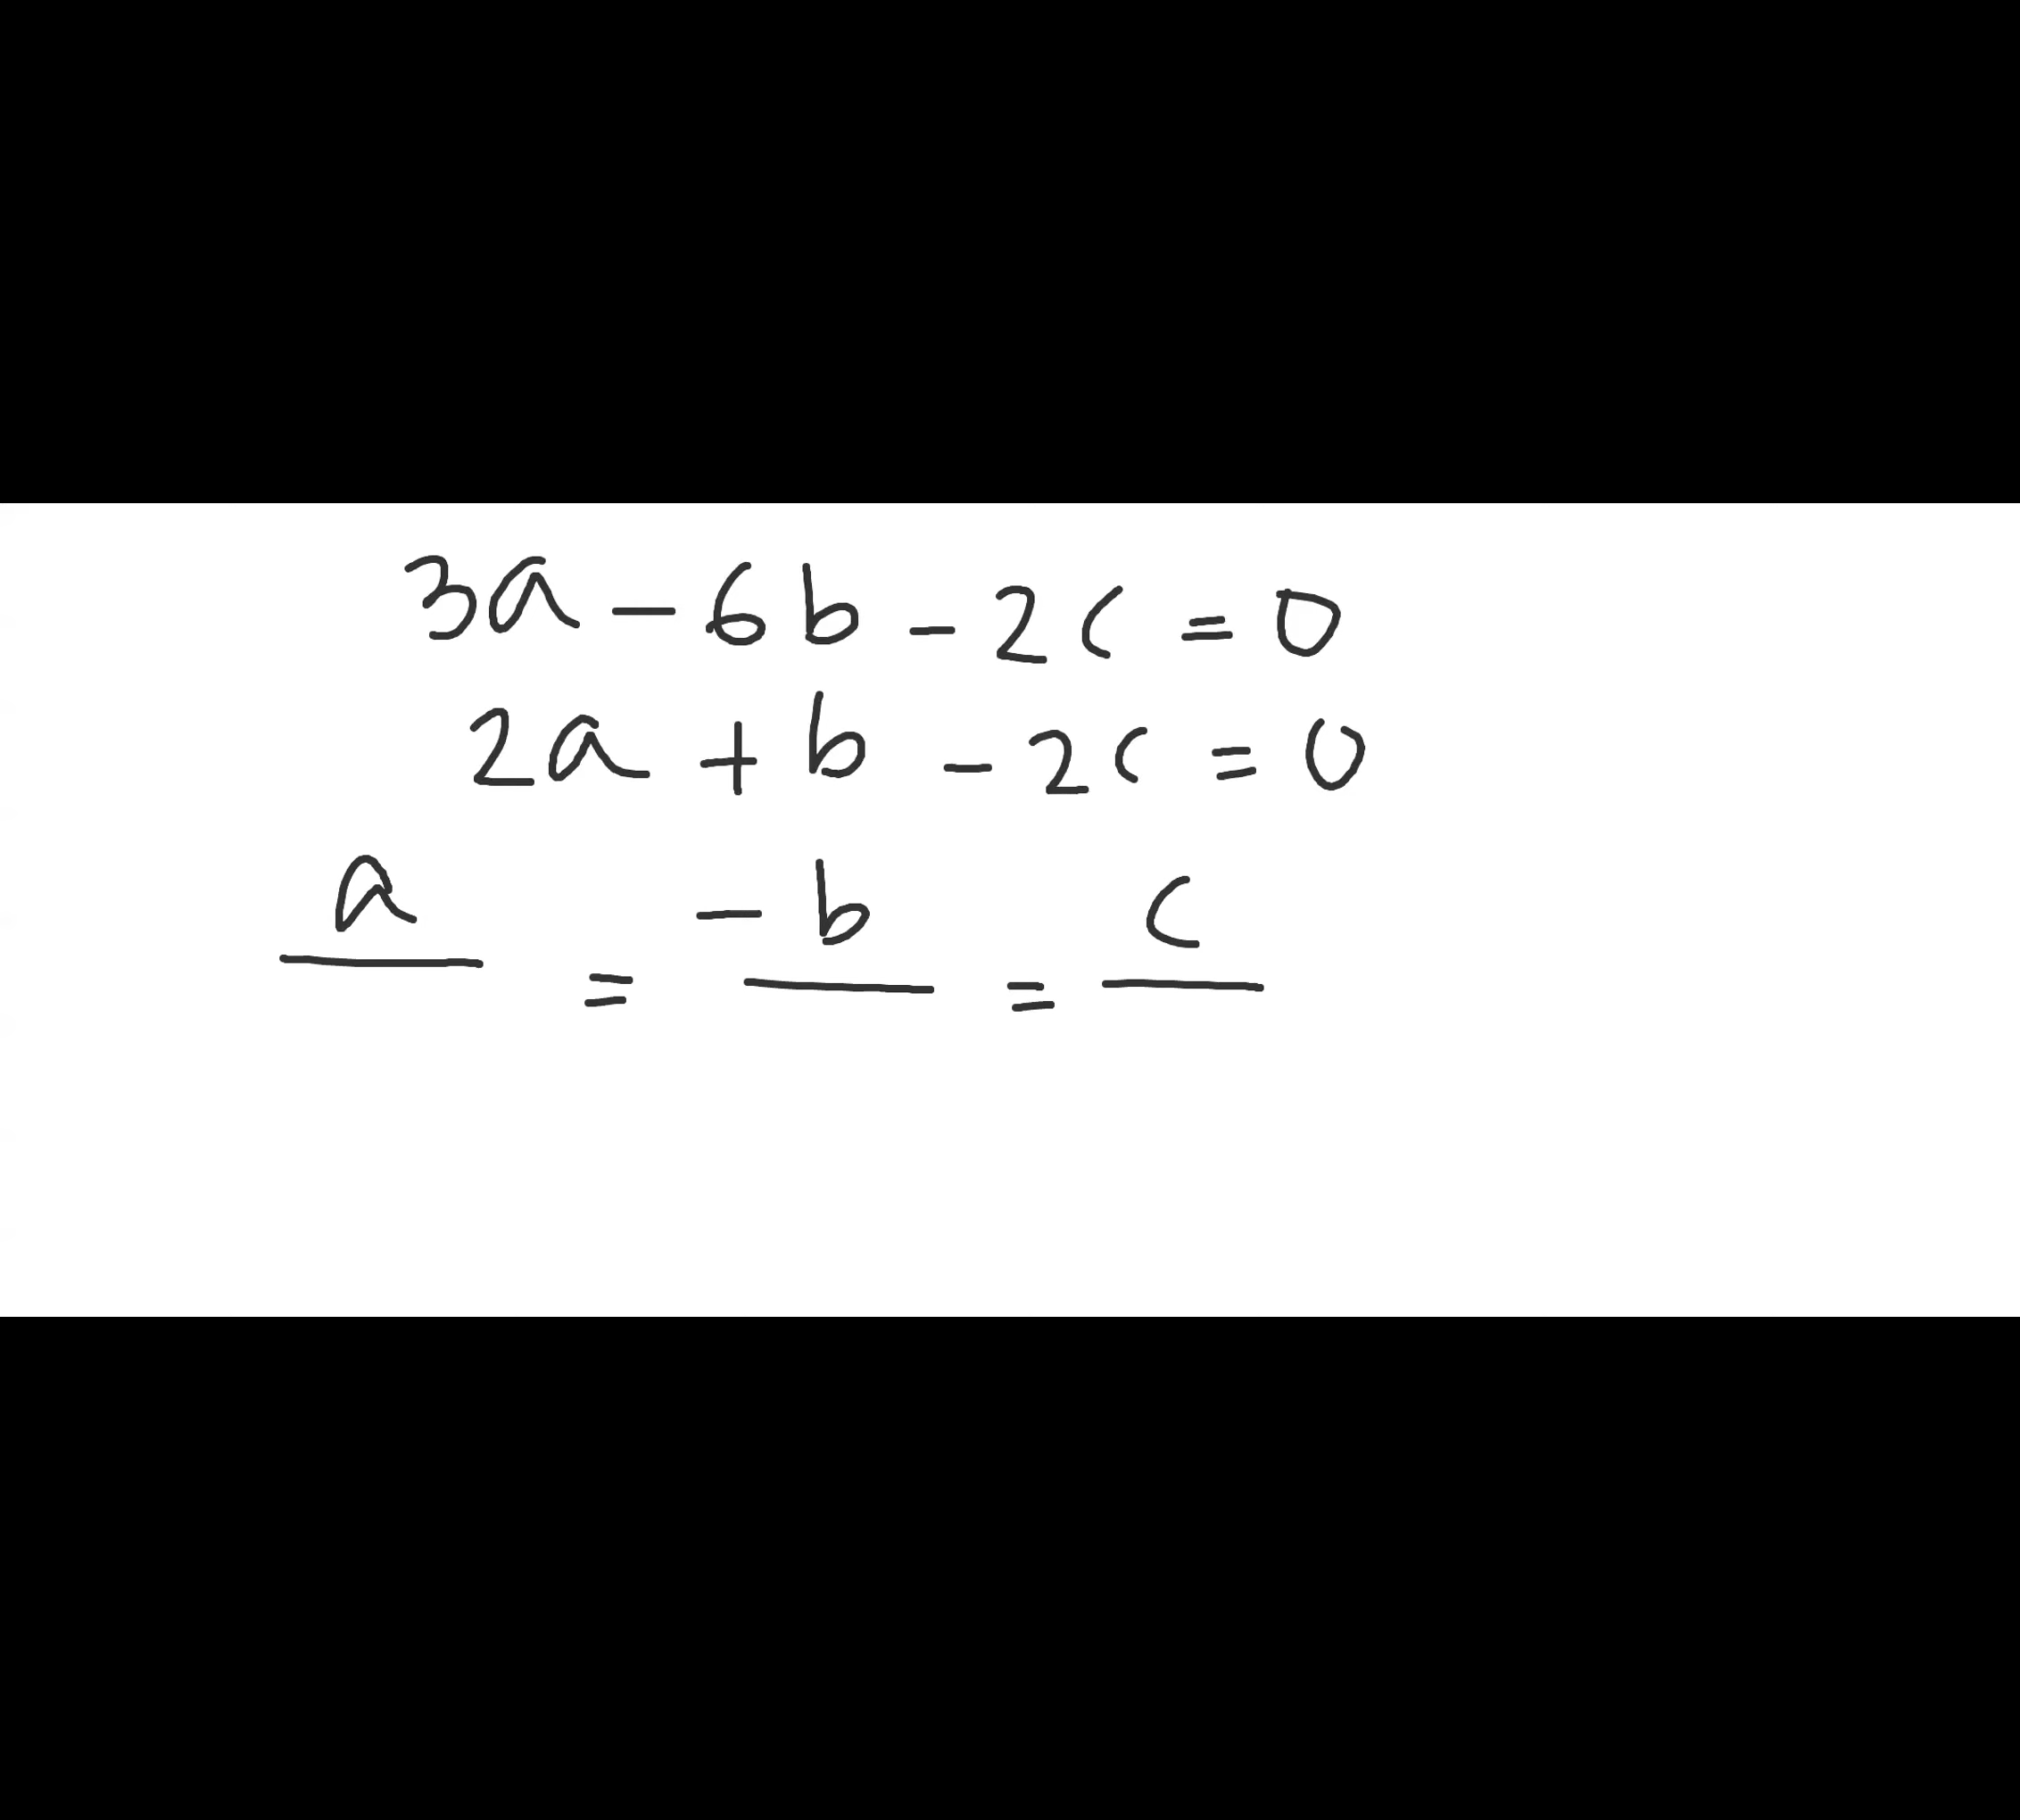 3a - 6b - 2c = 0
2a + b - 2c = 0
a/ = -b/ = c/